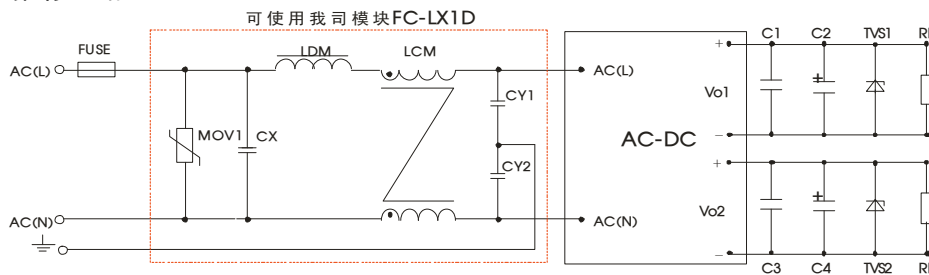 可使用我司模块FC-LX1D
FUSE
LDM
LCM
C1
C2
TVS1
AC(L)
AC(L)
+
+
Vo1
CY1
MOV1
CX
AC-DC
CY2
−
+
+
Vo2
AC(N)
AC(N)
−
C3
C4
TVS2